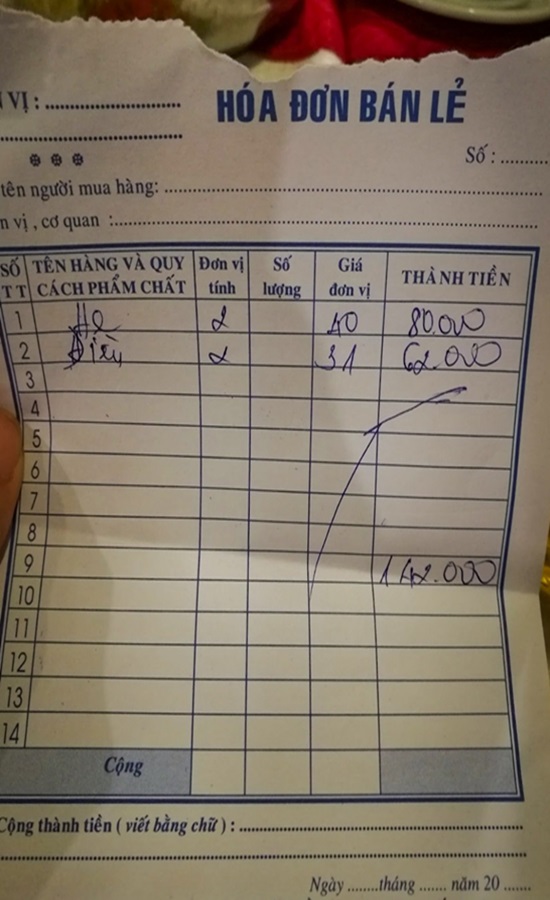 VỊ : ....................
HÓA ĐƠN BÁN LẺ
Số : ..........
tên người mua hàng: ....................
n vị , cơ quan : ....................
SỐ TT TÊN HÀNG VÀ QUY CÁCH PHẨM CHẤT Đơn vị tính Số lượng Giá đơn vị THÀNH TIỀN
1 2 40 80.000
2 2 31 62.000
3
4
5
6
7
8
9 142.000
10
11
12
13
14
Cộng
Cộng thành tiền ( viết bằng chữ ) : ....................
Ngày ........tháng ....... năm 20 .......